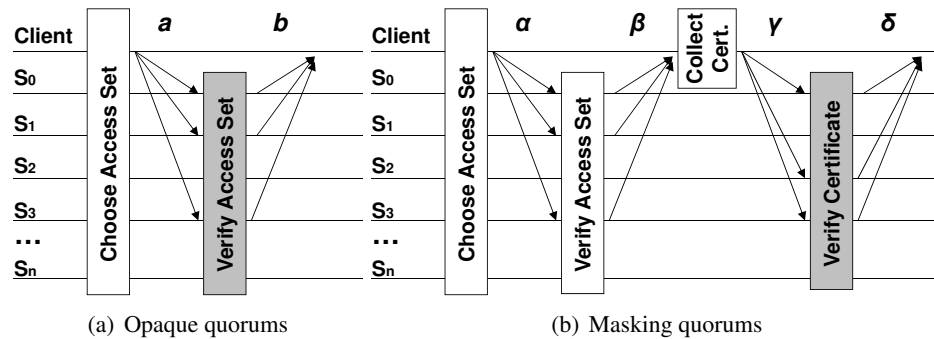 a b
Client
S0
S1
S2
S3
...
Sn
Choose Access Set
Verify Access Set
(a) Opaque quorums
α β γ δ
Client
S0
S1
S2
S3
...
Sn
Choose Access Set
Verify Access Set
Collect
Cert.
Verify Certificate
(b) Masking quorums